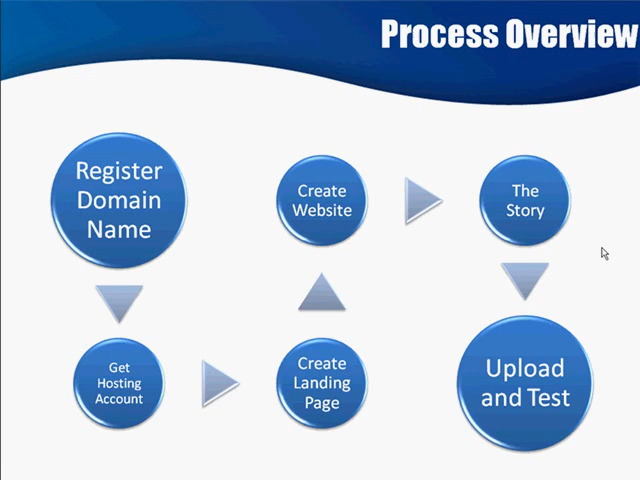 Process Overview
Register
Domain
Name
Get
Hosting
Account
Create
Landing
Page
Create
Website
The
Story
Upload
and Test